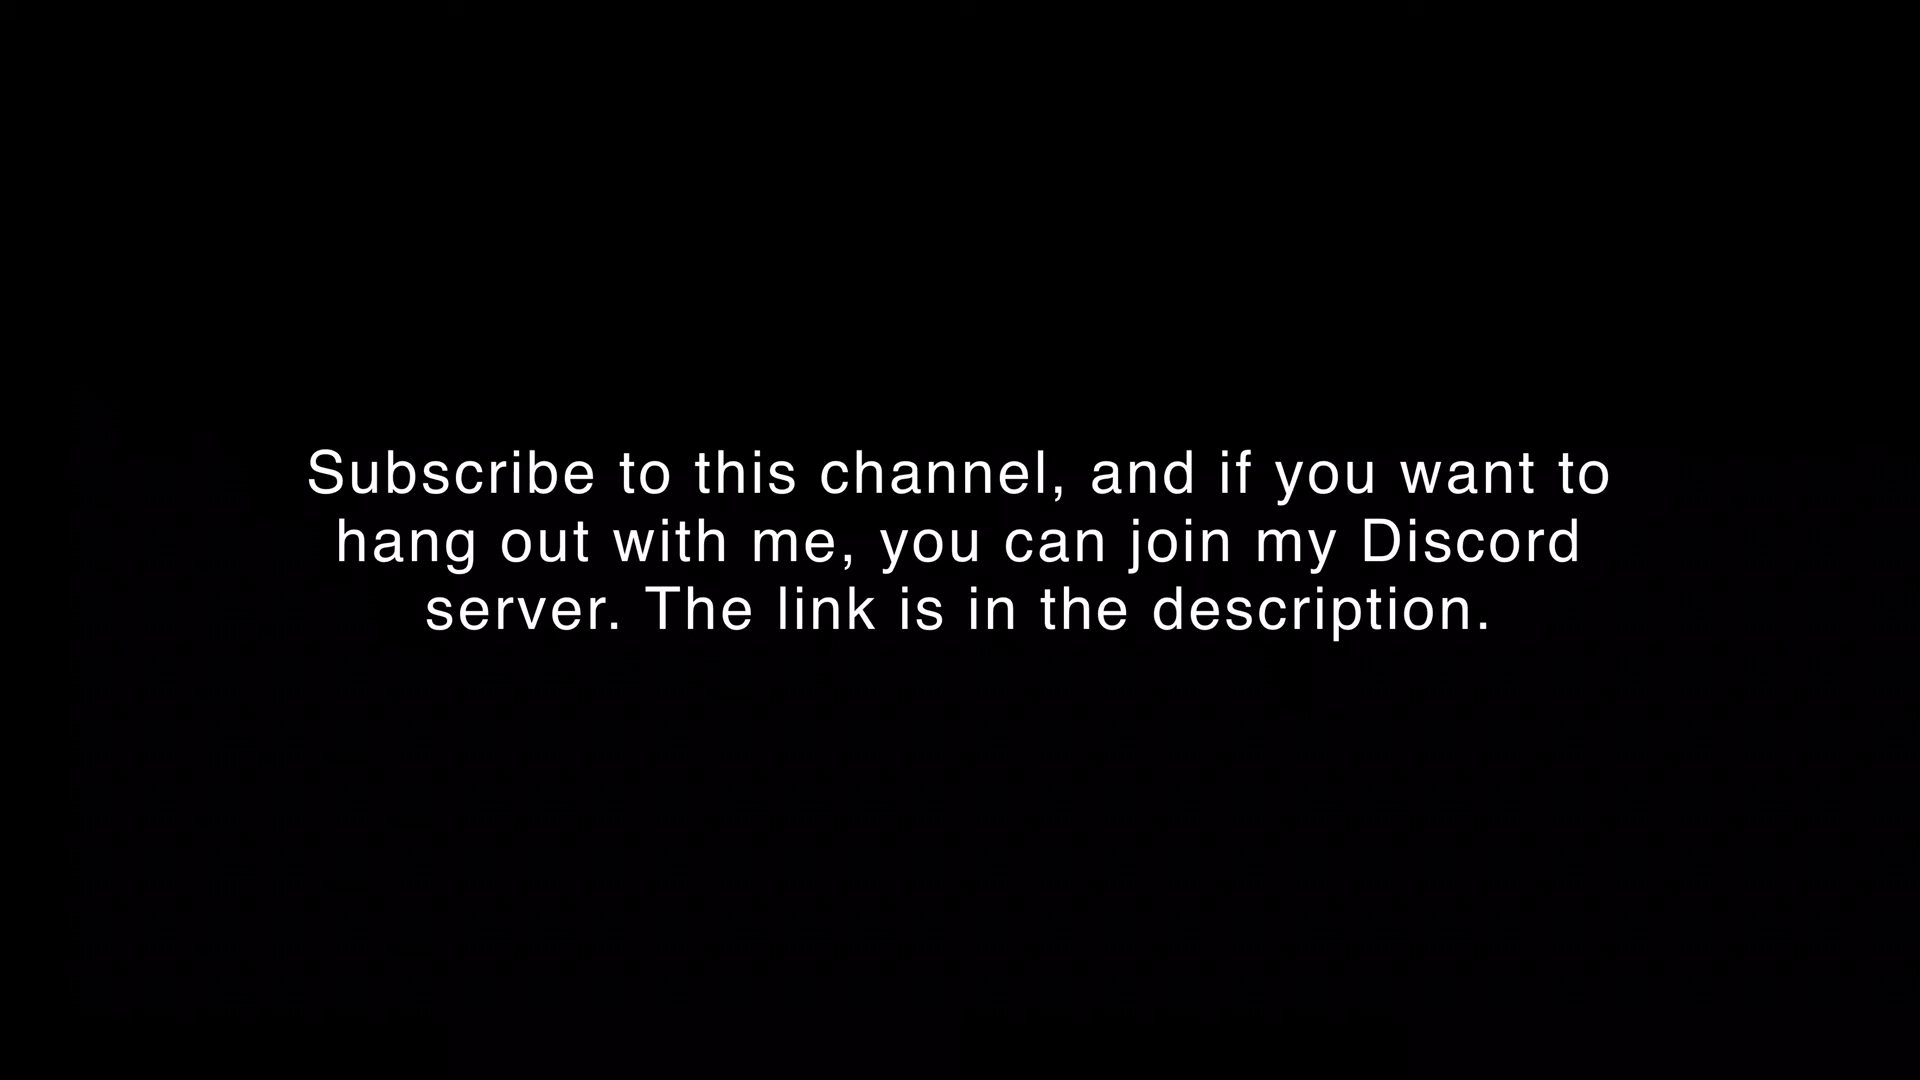 Subscribe to this channel, and if you want to
hang out with me, you can join my Discord
server. The link is in the description.